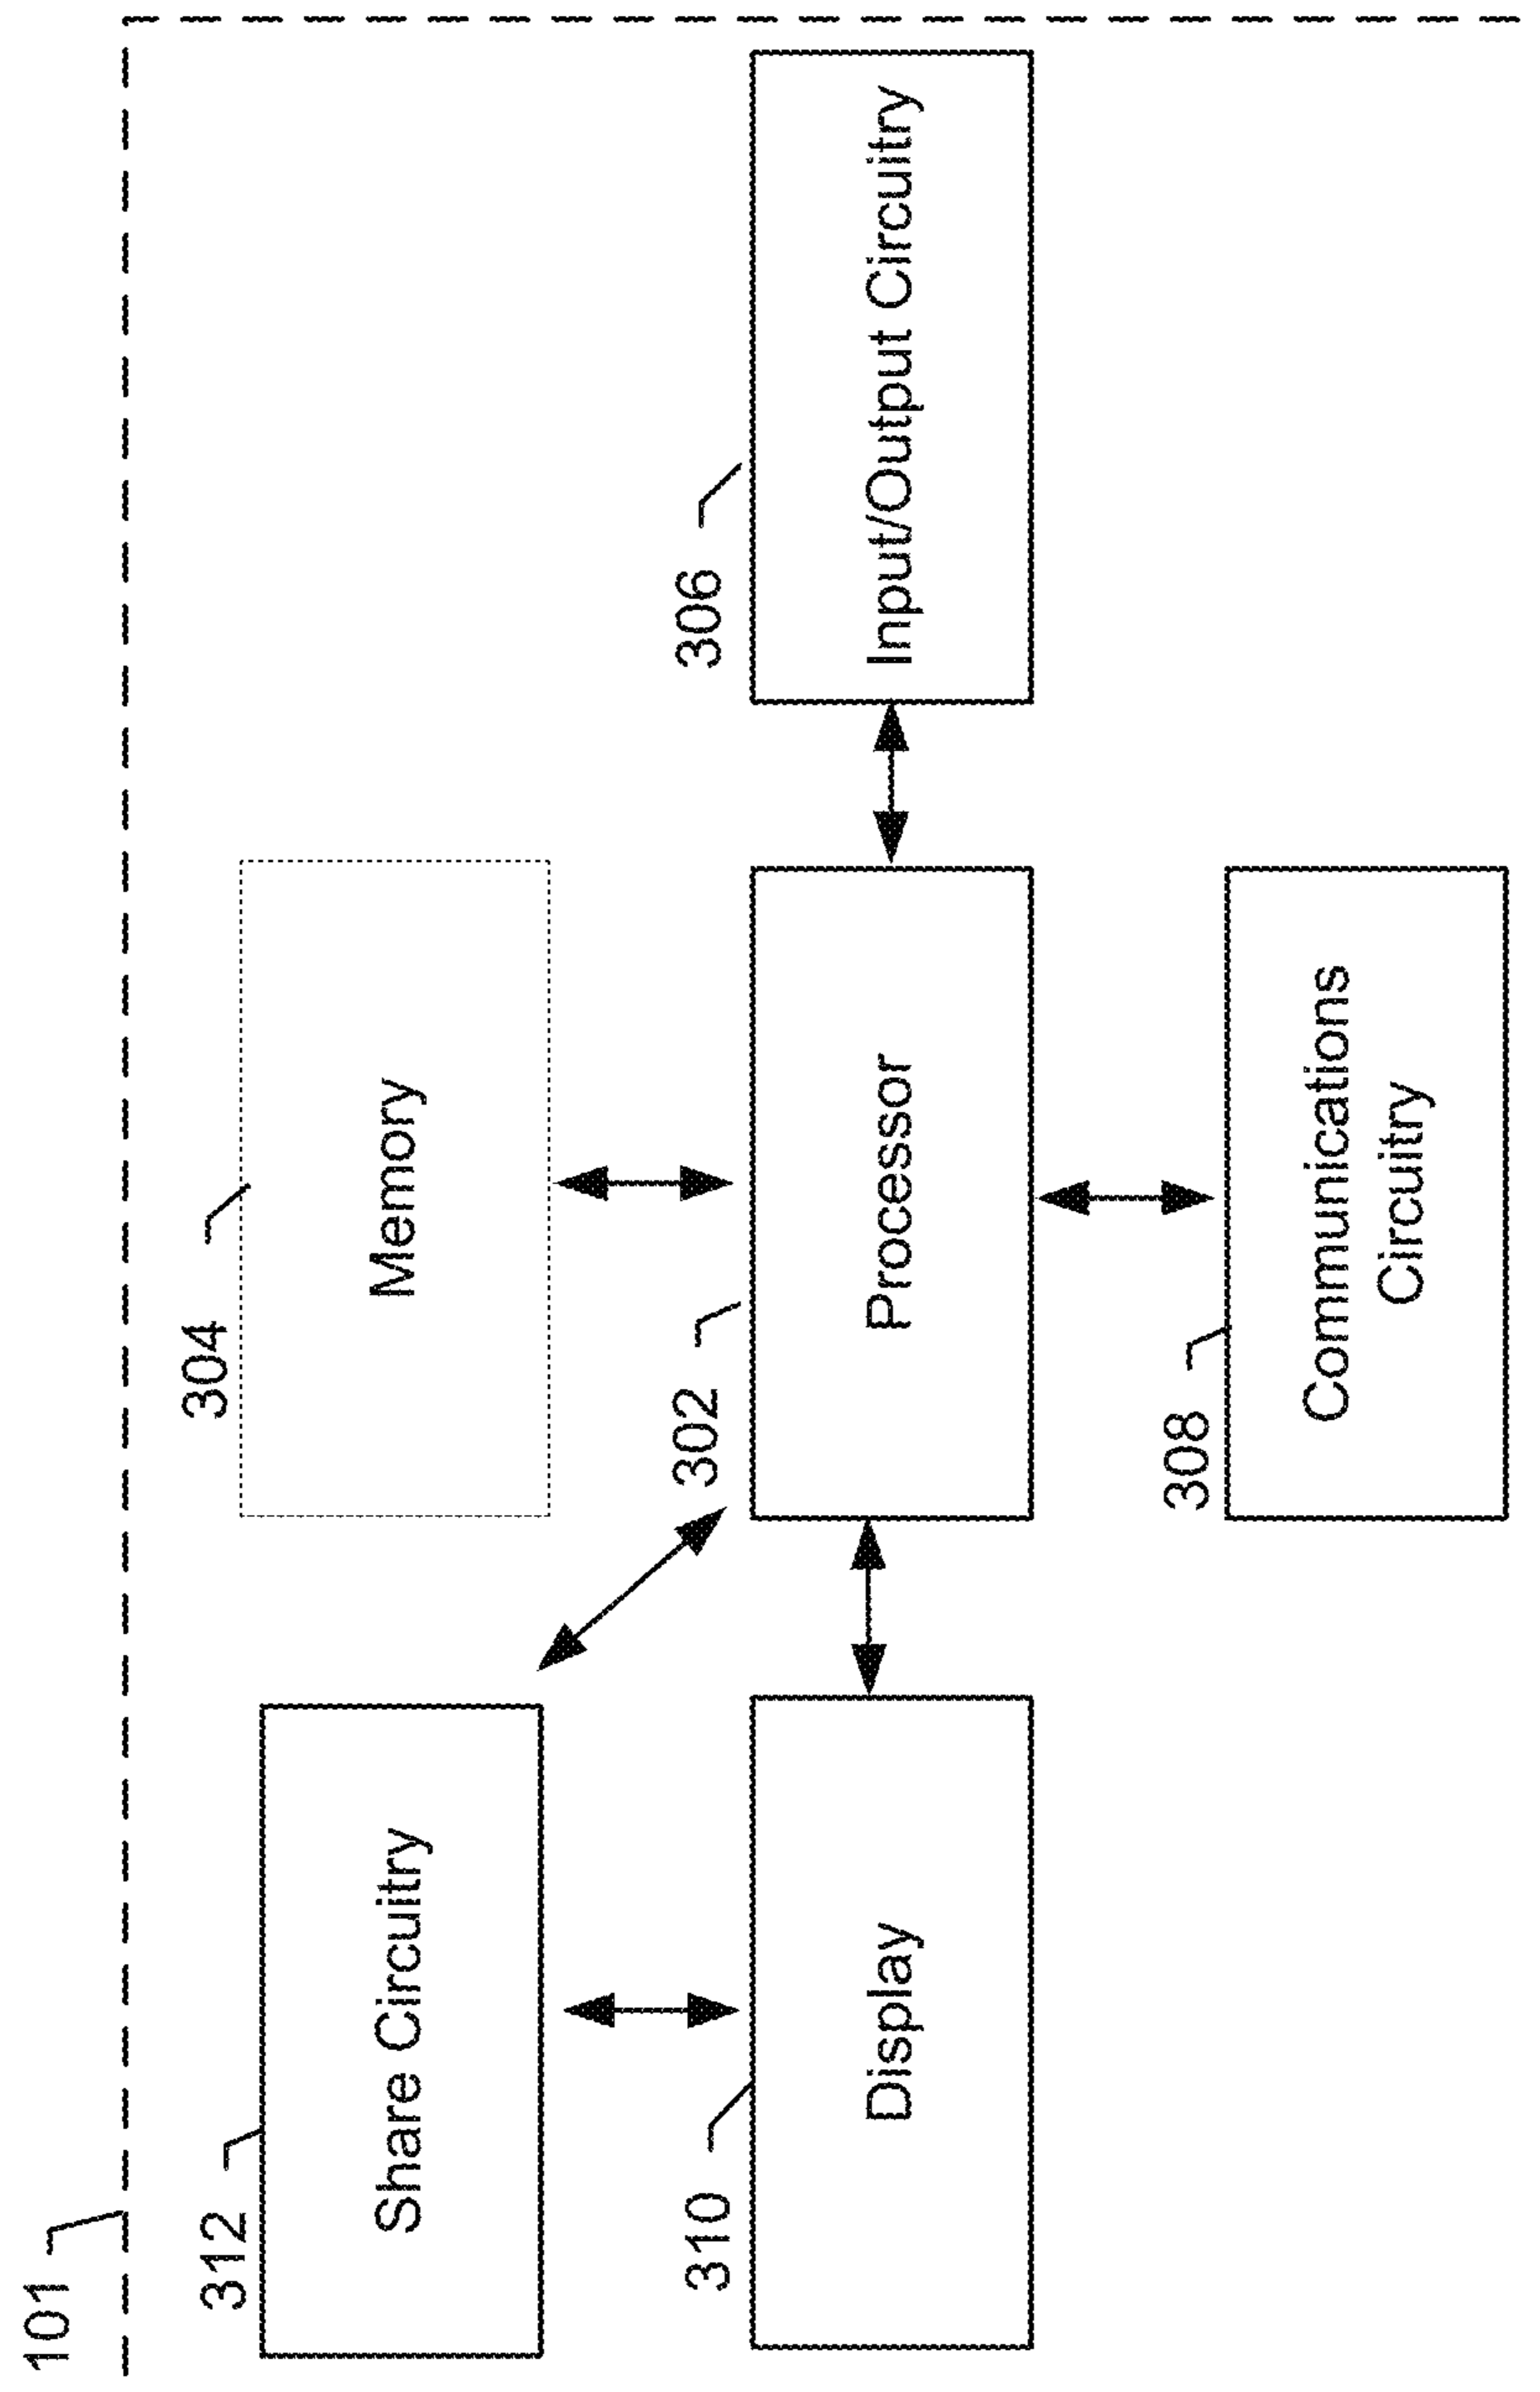 101
312
Share Circuitry
304
Memory
310
Display
302
Processor
306
Input/Output Circuitry
308
Communications
Circuitry